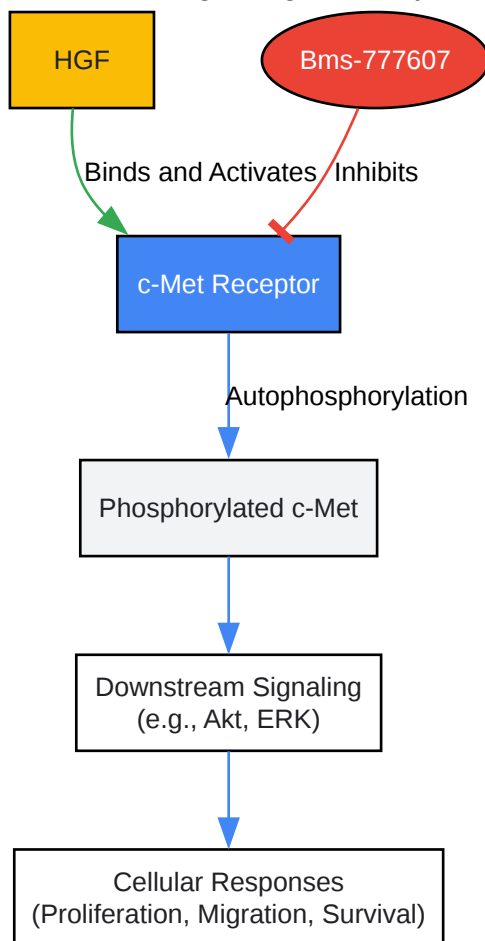 HGF
Bms-777607
Binds and Activates
Inhibits
c-Met Receptor
Autophosphorylation
Phosphorylated c-Met
Downstream Signaling
(e.g., Akt, ERK)
Cellular Responses
(Proliferation, Migration, Survival)